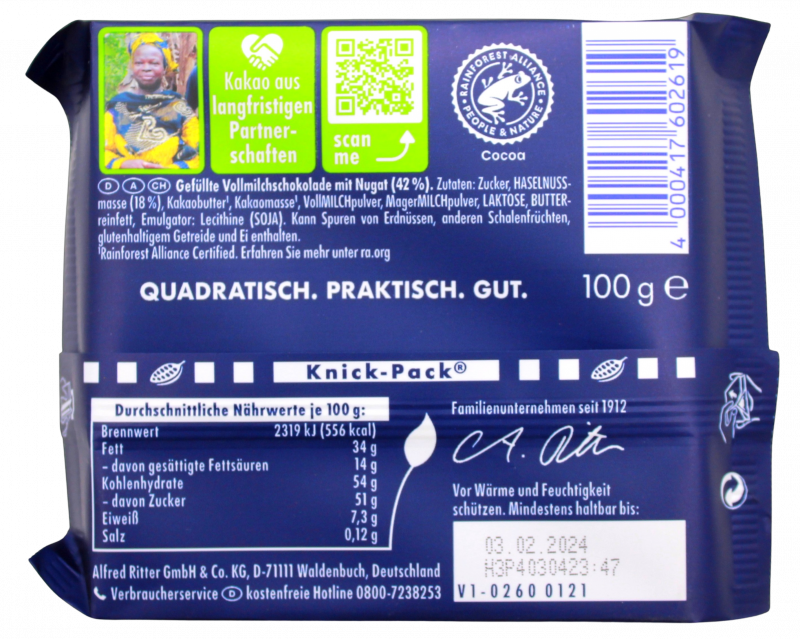 Kakao aus
langfristigen
Partner-
schaften
scan
me
RAINFOREST ALLIANCE
PEOPLE & NATURE
Cocoa
4 000417 602619
D A CH Gefüllte Vollmilchschokolade mit Nugat (42 %). Zutaten: Zucker, HASELNUSS-
masse (18 %), Kakaobutter¹, Kakaomasse¹, VollMILCHpulver, MagerMILCHpulver, LAKTOSE, BUTTER-
reinfett, Emulgator: Lecithine (SOJA). Kann Spuren von Erdnüssen, anderen Schalenfrüchten,
glutenhaltigem Getreide und Ei enthalten.
¹Rainforest Alliance Certified. Erfahren Sie mehr unter ra.org
QUADRATISCH. PRAKTISCH. GUT.
100 g e
Knick-Pack®
Durchschnittliche Nährwerte je 100 g:
Brennwert 2319 kJ (556 kcal)
Fett 34 g
– davon gesättigte Fettsäuren 14 g
Kohlenhydrate 54 g
– davon Zucker 51 g
Eiweiß 7,3 g
Salz 0,12 g
Familienunternehmen seit 1912
Vor Wärme und Feuchtigkeit
schützen. Mindestens haltbar bis:
03.02.2024
H3P4030423:47
V1-0260 0121
Alfred Ritter GmbH & Co. KG, D-71111 Waldenbuch, Deutschland
Verbraucherservice D kostenfreie Hotline 0800-7238253